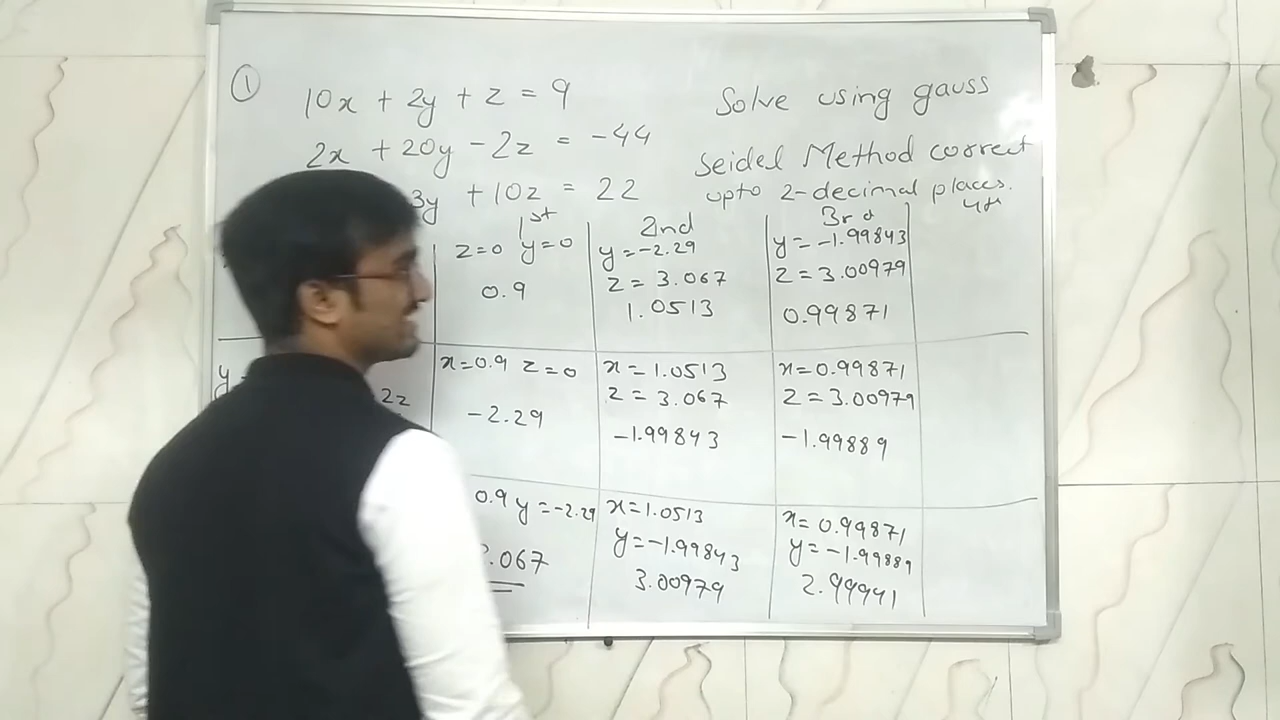 ①
10x + 2y + z = 9
2x + 20y - 2z = -44
3y + 10z = 22
Solve using gauss
Seidel Method correct
upto 2-decimal places.
1st
z=0 y=0
0.9
2nd
y=-2.29
z = 3.067
1.0513
3rd
y=-1.99843
z = 3.00979
0.99871
4th
y
2z
x=0.9 z=0
-2.29
x = 1.0513
z = 3.067
-1.99843
x=0.99871
z = 3.00979
-1.99889
0.9 y=-2.29
.067
x=1.0513
y=-1.99843
3.00979
x= 0.99871
y=-1.99889
2.99941